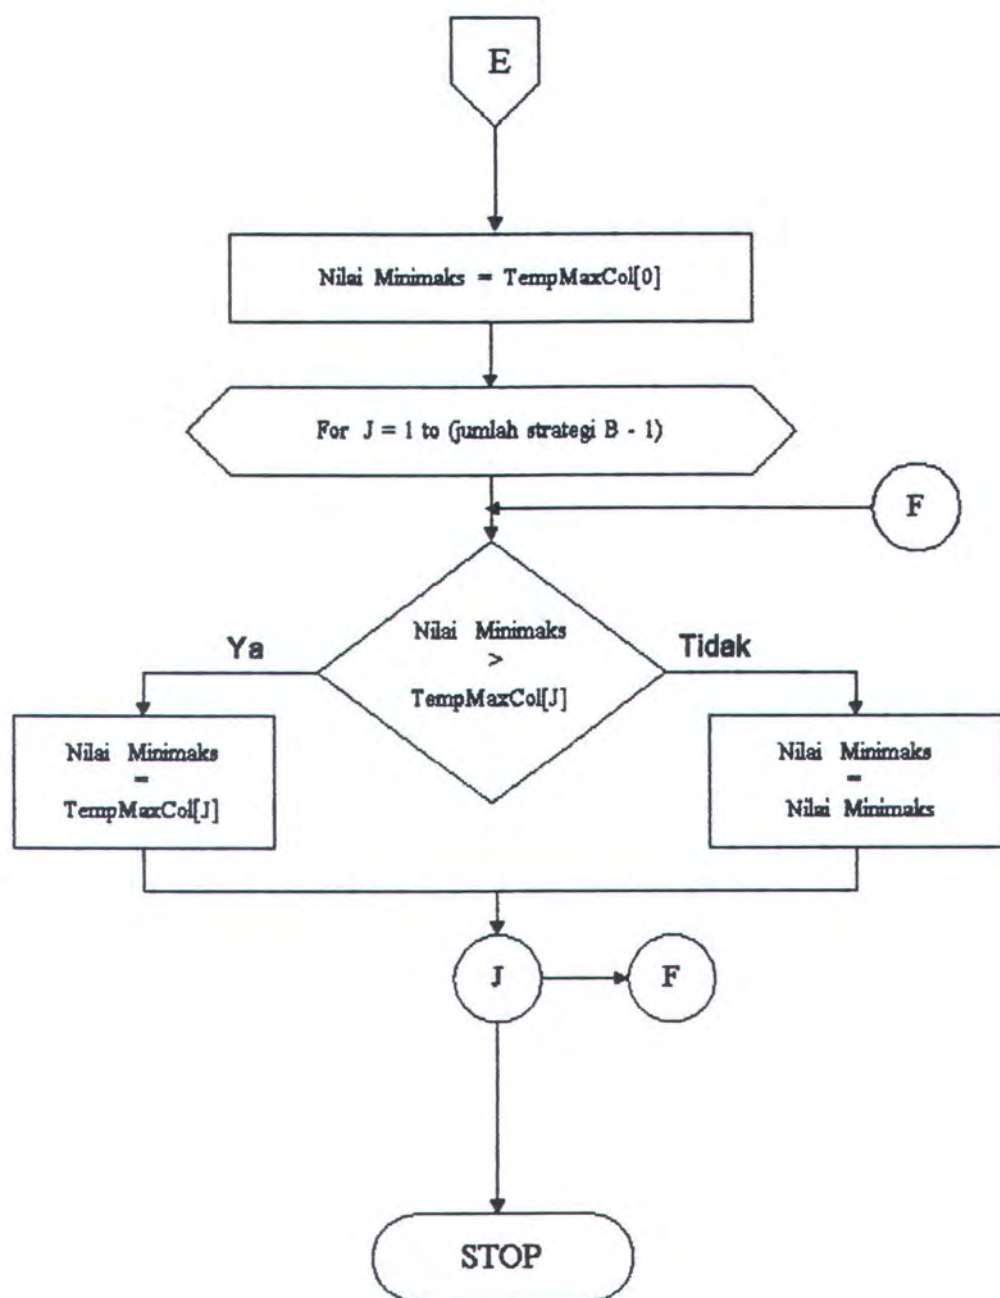 E
Nilai Minimaks = TempMaxCol[0]
For J = 1 to (jumlah strategi B - 1)
F
Nilai Minimaks
>
TempMaxCol[J]
Ya
Tidak
Nilai Minimaks
=
TempMaxCol[J]
Nilai Minimaks
=
Nilai Minimaks
J
F
STOP